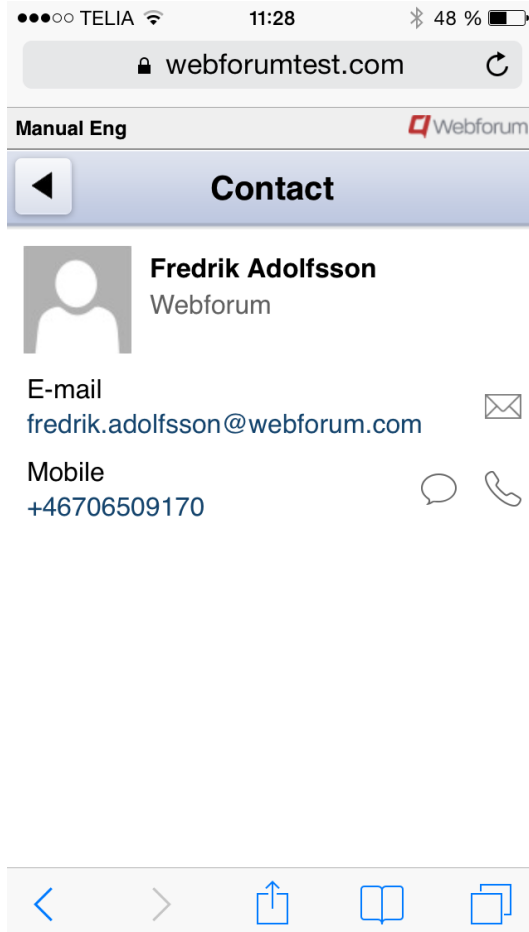 TELIA 11:28 48 %
webforumtest.com
Manual Eng Webforum
Contact
Fredrik Adolfsson
Webforum
E-mail
fredrik.adolfsson@webforum.com
Mobile
+46706509170